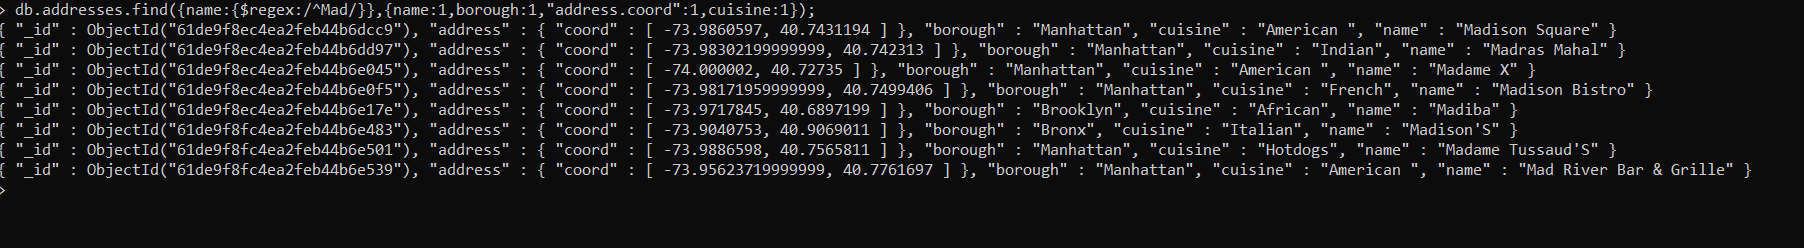 > db.addresses.find({name:{$regex:/^Mad/}},{name:1,borough:1,"address.coord":1,cuisine:1});
{ "_id" : ObjectId("61de9f8ec4ea2feb44b6dcc9"), "address" : { "coord" : [ -73.9860597, 40.7431194 ] }, "borough" : "Manhattan", "cuisine" : "American ", "name" : "Madison Square" }
{ "_id" : ObjectId("61de9f8ec4ea2feb44b6dd97"), "address" : { "coord" : [ -73.98302199999999, 40.742313 ] }, "borough" : "Manhattan", "cuisine" : "Indian", "name" : "Madras Mahal" }
{ "_id" : ObjectId("61de9f8ec4ea2feb44b6e045"), "address" : { "coord" : [ -74.000002, 40.72735 ] }, "borough" : "Manhattan", "cuisine" : "American ", "name" : "Madame X" }
{ "_id" : ObjectId("61de9f8ec4ea2feb44b6e0f5"), "address" : { "coord" : [ -73.98171959999999, 40.7499406 ] }, "borough" : "Manhattan", "cuisine" : "French", "name" : "Madison Bistro" }
{ "_id" : ObjectId("61de9f8ec4ea2feb44b6e17e"), "address" : { "coord" : [ -73.9717845, 40.6897199 ] }, "borough" : "Brooklyn", "cuisine" : "African", "name" : "Madiba" }
{ "_id" : ObjectId("61de9f8fc4ea2feb44b6e483"), "address" : { "coord" : [ -73.9040753, 40.9069011 ] }, "borough" : "Bronx", "cuisine" : "Italian", "name" : "Madison'S" }
{ "_id" : ObjectId("61de9f8fc4ea2feb44b6e501"), "address" : { "coord" : [ -73.9886598, 40.7565811 ] }, "borough" : "Manhattan", "cuisine" : "Hotdogs", "name" : "Madame Tussaud'S" }
{ "_id" : ObjectId("61de9f8fc4ea2feb44b6e539"), "address" : { "coord" : [ -73.95623719999999, 40.7761697 ] }, "borough" : "Manhattan", "cuisine" : "American ", "name" : "Mad River Bar & Grille" }
>